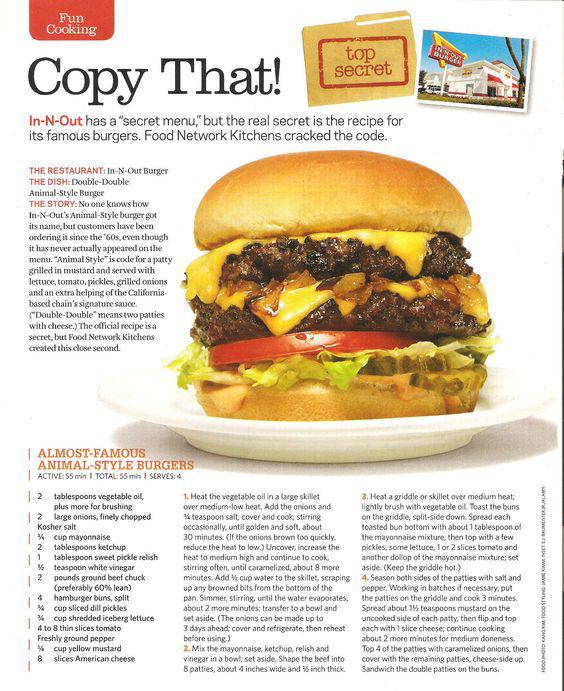 Fun
Cooking
Copy That!
top
secret
IN-N-OUT
BURGER
In-N-Out has a “secret menu,” but the real secret is the recipe for
its famous burgers. Food Network Kitchens cracked the code.
THE RESTAURANT: In-N-Out Burger
THE DISH: Double-Double
Animal-Style Burger
THE STORY: No one knows how
In-N-Out's Animal-Style burger got
its name, but customers have been
ordering it since the '60s, even though
it has never actually appeared on the
menu. “Animal Style” is code for a patty
grilled in mustard and served with
lettuce, tomato, pickles, grilled onions
and an extra helping of the California-
based chain's signature sauce.
(“Double-Double” means two patties
with cheese.) The official recipe is a
secret, but Food Network Kitchens
created this close second.
ALMOST-FAMOUS
ANIMAL-STYLE BURGERS
ACTIVE: 55 min | TOTAL: 55 min | SERVES: 4
2 tablespoons vegetable oil,
plus more for brushing
2 large onions, finely chopped
Kosher salt
¼ cup mayonnaise
2 tablespoons ketchup
1 tablespoon sweet pickle relish
½ teaspoon white vinegar
2 pounds ground beef chuck
(preferably 60% lean)
4 hamburger buns, split
¾ cup sliced dill pickles
¾ cup shredded iceberg lettuce
4 to 8 thin slices tomato
Freshly ground pepper
¼ cup yellow mustard
8 slices American cheese
1. Heat the vegetable oil in a large skillet
over medium-low heat. Add the onions and
¾ teaspoon salt, cover and cook, stirring
occasionally, until golden and soft, about
30 minutes. (If the onions brown too quickly,
reduce the heat to low.) Uncover, increase the
heat to medium high and continue to cook,
stirring often, until caramelized, about 8 more
minutes. Add ½ cup water to the skillet, scraping
up any browned bits from the bottom of the
pan. Simmer, stirring, until the water evaporates,
about 2 more minutes; transfer to a bowl and
set aside. (The onions can be made up to
3 days ahead; cover and refrigerate, then reheat
before using.)
2. Mix the mayonnaise, ketchup, relish and
vinegar in a bowl; set aside. Shape the beef into
8 patties, about 4 inches wide and ½ inch thick.
3. Heat a griddle or skillet over medium heat;
lightly brush with vegetable oil. Toast the buns
on the griddle, split-side down. Spread each
toasted bun bottom with about 1 tablespoon of
the mayonnaise mixture, then top with a few
pickles, some lettuce, 1 or 2 slices tomato and
another dollop of the mayonnaise mixture; set
aside. (Keep the griddle hot.)
4. Season both sides of the patties with salt and
pepper. Working in batches if necessary, put
the patties on the griddle and cook 3 minutes.
Spread about 1½ teaspoons mustard on the
uncooked side of each patty, then flip and top
each with 1 slice cheese; continue cooking
about 2 more minutes for medium doneness.
Top 4 of the patties with caramelized onions, then
cover with the remaining patties, cheese-side up.
Sandwich the double patties on the buns.
FOOD PHOTO: KANG KIM; FOOD STYLING: JAMIE KIMM; INSET: E.J. BAUMEISTER JR./ALAMY.